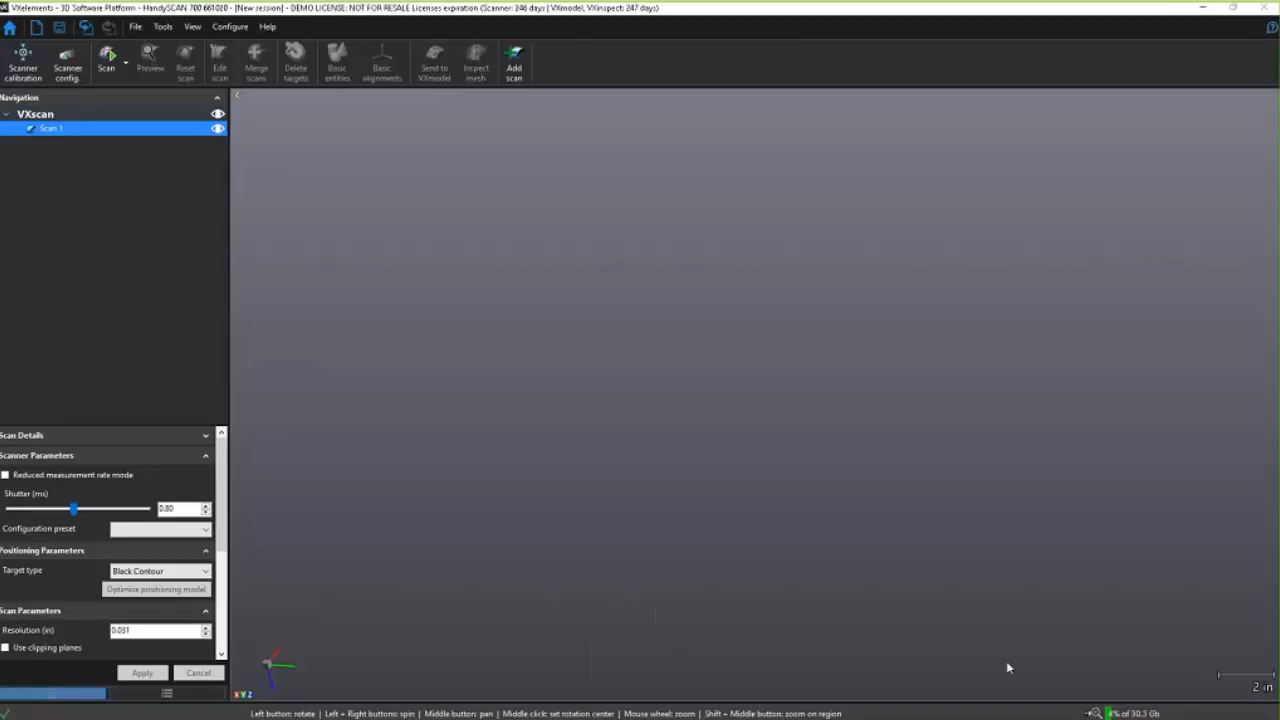 VXelements - 3D Software Platform - HandySCAN 700 661020 - [New session] - DEMO LICENSE: NOT FOR RESALE Licenses expiration (Scanner: 246 days | VXmodel, VXinspect: 247 days)
File Tools View Configure Help
Scanner calibration
Scanner config.
Scan
Preview
Reset scan
Edit scan
Merge scans
Delete targets
Basic entities
Basic alignments
Send to VXmodel
Inspect mesh
Add scan
Navigation
VXscan
Scan 1
Scan Details
Scanner Parameters
Reduced measurement rate mode
Shutter (ms)
0.80
Configuration preset
Positioning Parameters
Target type Black Contour
Optimize positioning model
Scan Parameters
Resolution (in) 0.031
Use clipping planes
Apply Cancel
X Y Z
2 in
Left button: rotate | Left + Right buttons: spin | Middle button: pan | Middle click: set rotation center | Mouse wheel: zoom | Shift + Middle button: zoom on region
4% of 30.3 Gb